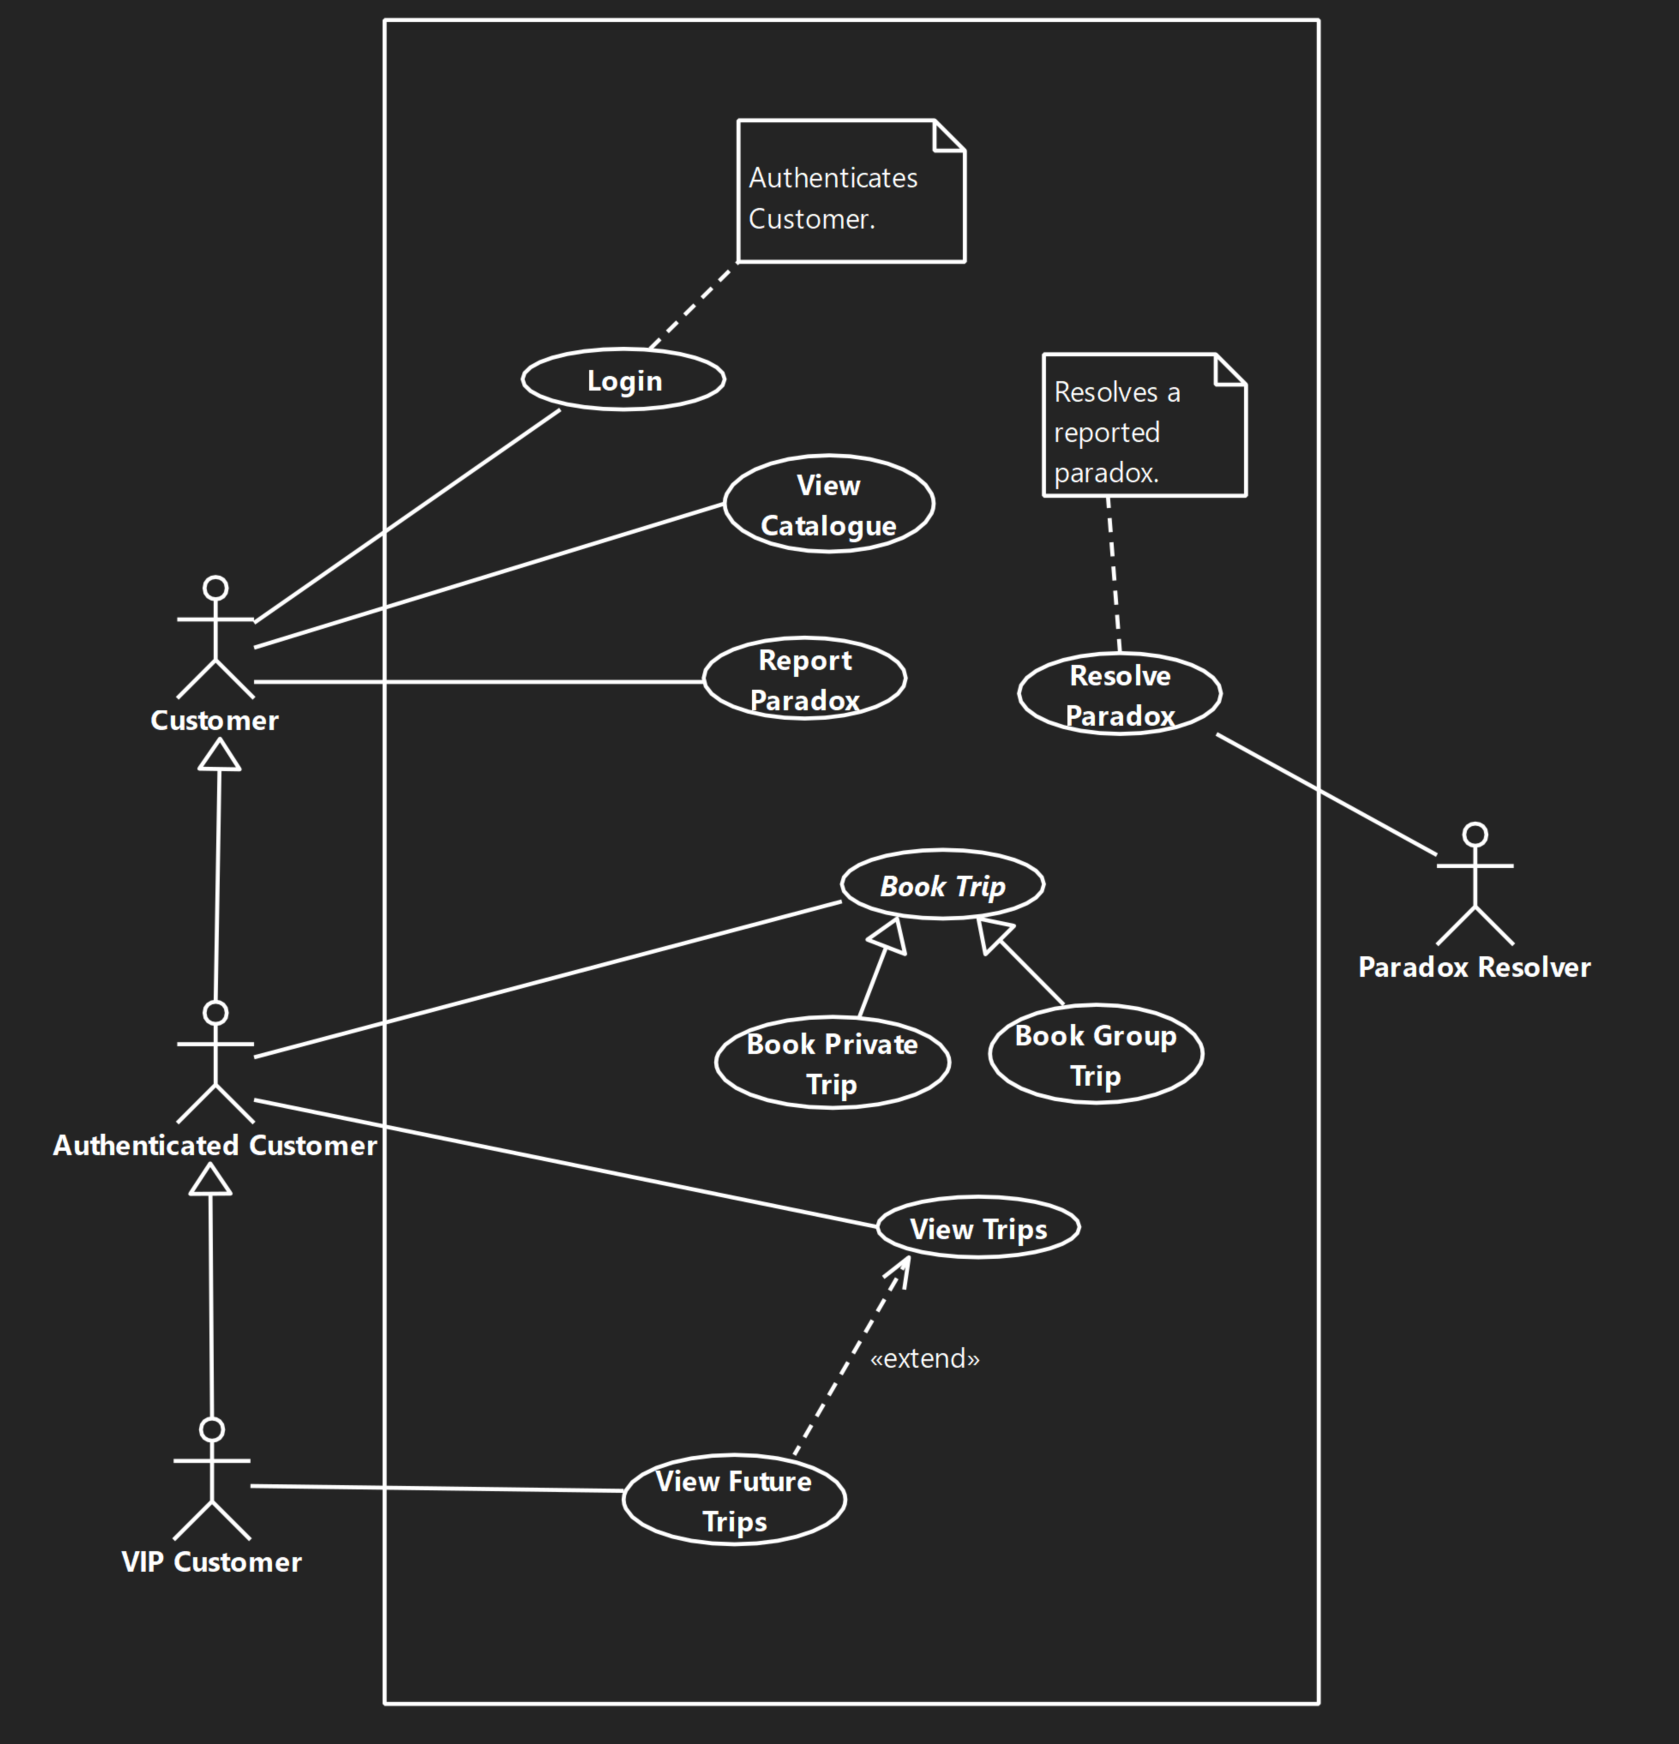 Authenticates
Customer.
Login
Resolves a
reported
paradox.
View
Catalogue
Report
Paradox
Resolve
Paradox
Customer
Book Trip
Paradox Resolver
Book Private
Trip
Book Group
Trip
Authenticated Customer
View Trips
«extend»
View Future
Trips
VIP Customer